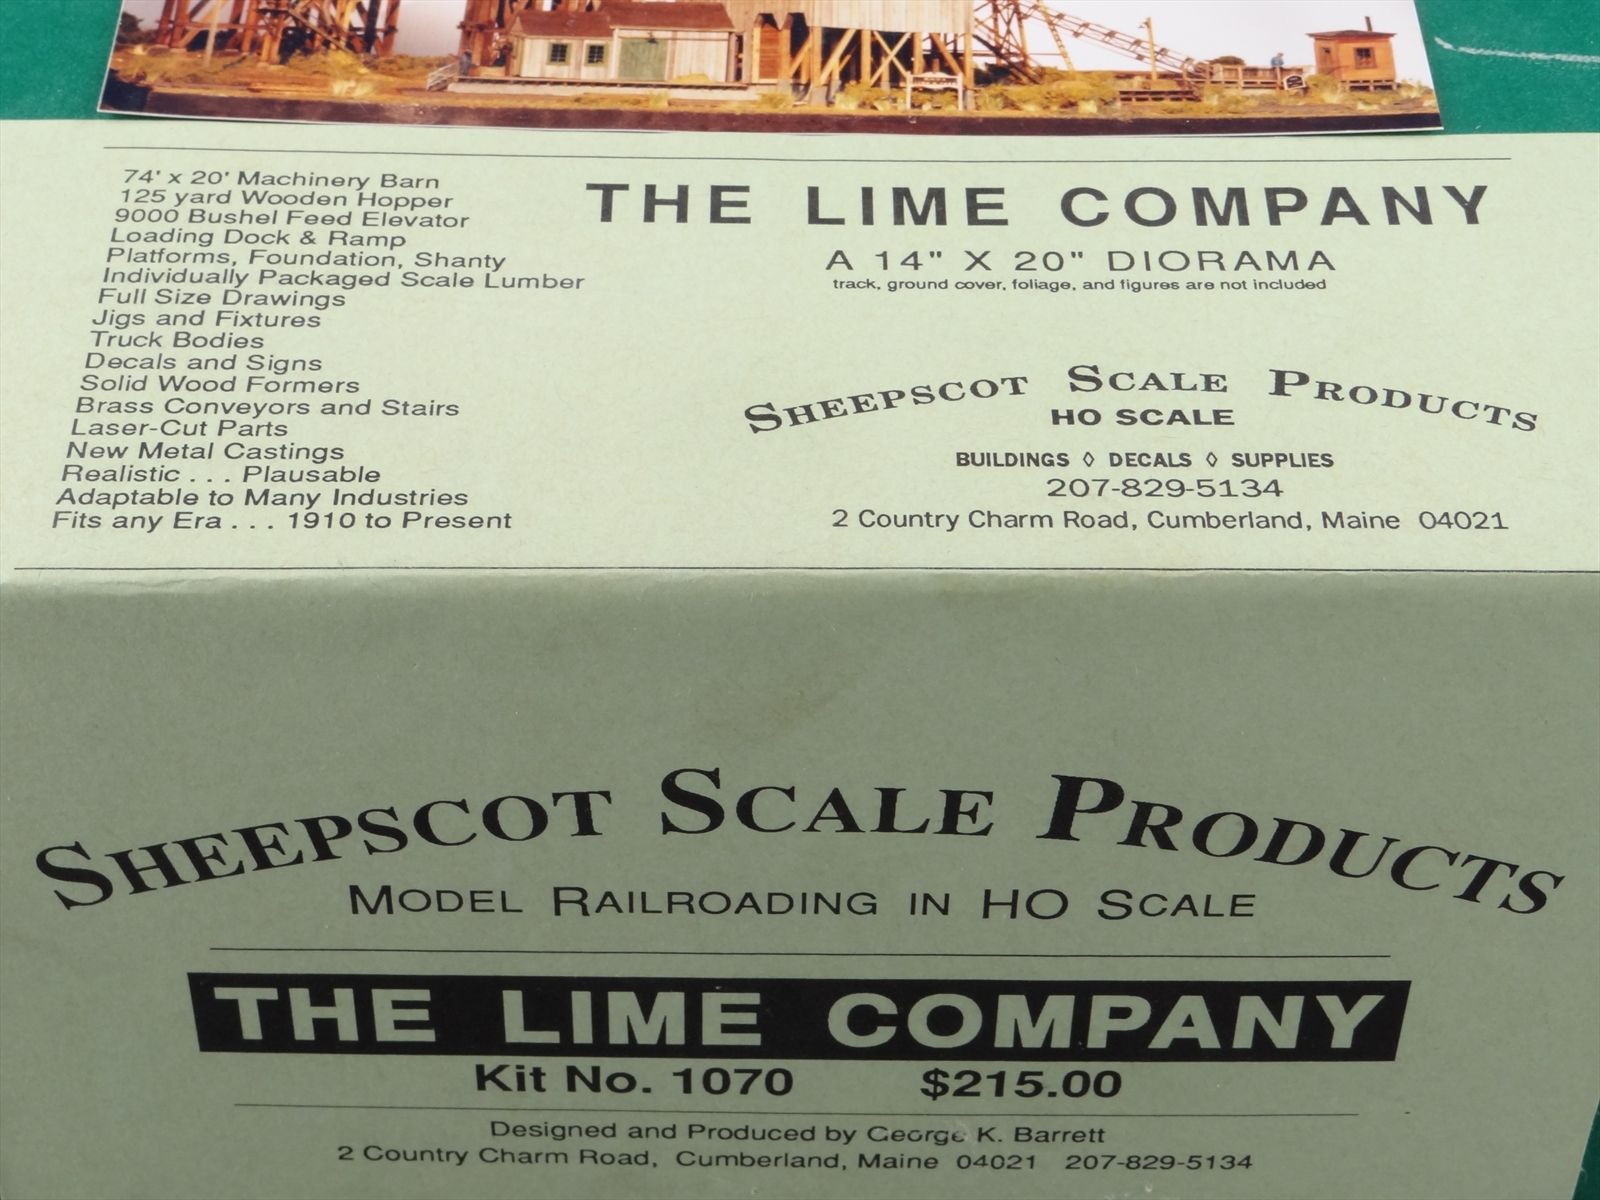 74' x 20' Machinery Barn
125 yard Wooden Hopper
9000 Bushel Feed Elevator
Loading Dock & Ramp
Platforms, Foundation, Shanty
Individually Packaged Scale Lumber
Full Size Drawings
Jigs and Fixtures
Truck Bodies
Decals and Signs
Solid Wood Formers
Brass Conveyors and Stairs
Laser-Cut Parts
New Metal Castings
Realistic . . . Plausable
Adaptable to Many Industries
Fits any Era . . . 1910 to Present
THE LIME COMPANY
A 14" X 20" DIORAMA
track, ground cover, foliage, and figures are not included
SHEEPSCOT SCALE PRODUCTS
HO SCALE
BUILDINGS ◊ DECALS ◊ SUPPLIES
207-829-5134
2 Country Charm Road, Cumberland, Maine 04021
SHEEPSCOT SCALE PRODUCTS
MODEL RAILROADING IN HO SCALE
THE LIME COMPANY
Kit No. 1070 $215.00
Designed and Produced by George K. Barrett
2 Country Charm Road, Cumberland, Maine 04021 207-829-5134